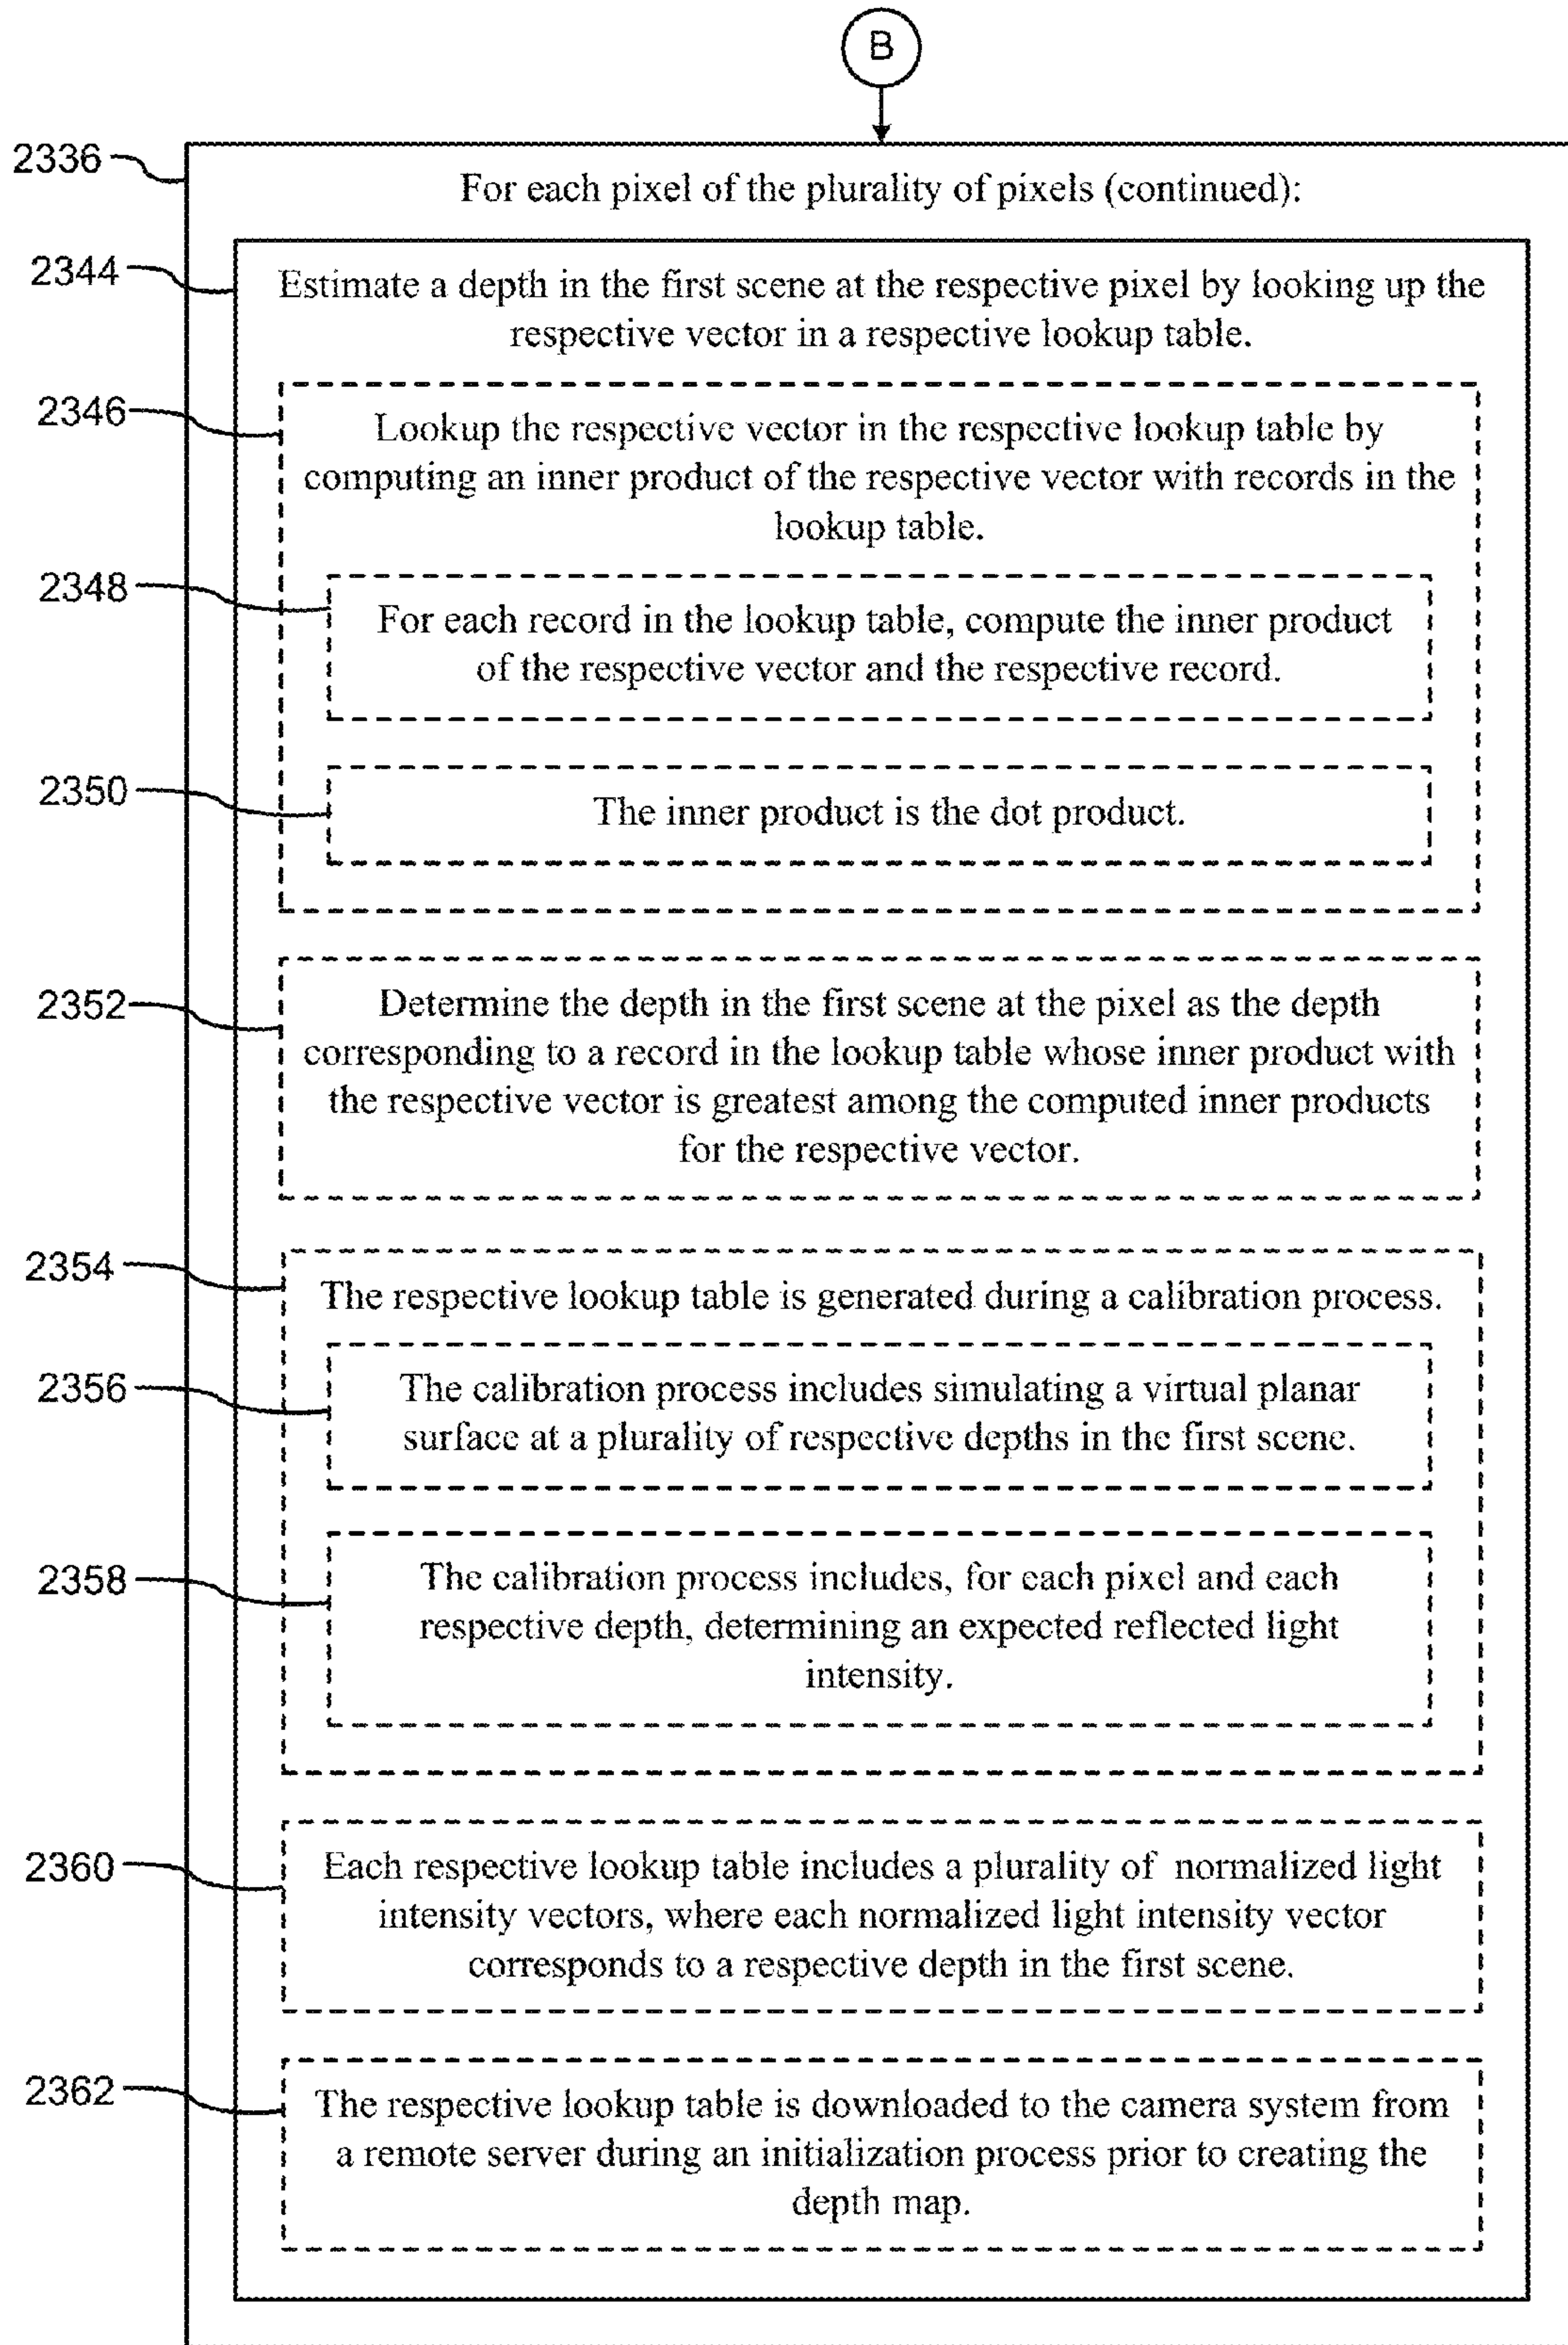 B
2336
For each pixel of the plurality of pixels (continued):
2344
Estimate a depth in the first scene at the respective pixel by looking up the
respective vector in a respective lookup table.
2346
Lookup the respective vector in the respective lookup table by
computing an inner product of the respective vector with records in the
lookup table.
2348
For each record in the lookup table, compute the inner product
of the respective vector and the respective record.
2350
The inner product is the dot product.
2352
Determine the depth in the first scene at the pixel as the depth
corresponding to a record in the lookup table whose inner product with
the respective vector is greatest among the computed inner products
for the respective vector.
2354
The respective lookup table is generated during a calibration process.
2356
The calibration process includes simulating a virtual planar
surface at a plurality of respective depths in the first scene.
2358
The calibration process includes, for each pixel and each
respective depth, determining an expected reflected light
intensity.
2360
Each respective lookup table includes a plurality of normalized light
intensity vectors, where each normalized light intensity vector
corresponds to a respective depth in the first scene.
2362
The respective lookup table is downloaded to the camera system from
a remote server during an initialization process prior to creating the
depth map.